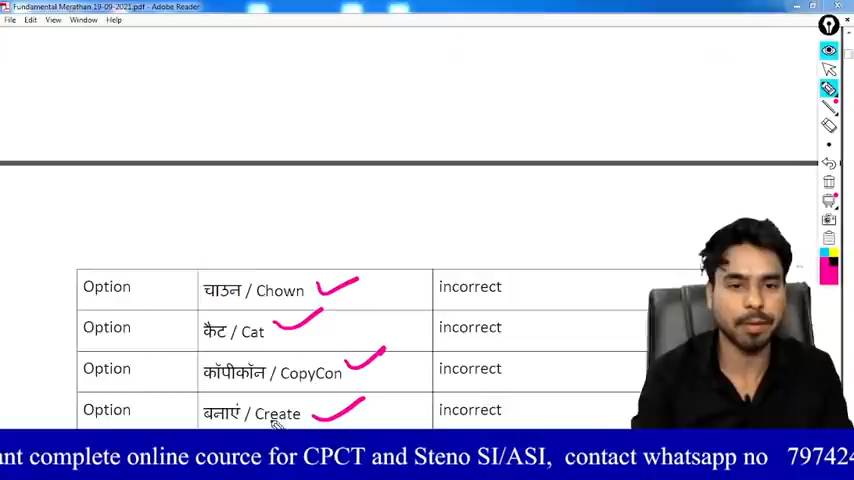 Fundamental Merathan 19-09-2021.pdf - Adobe Reader
File Edit View Window Help
Option चाउन / Chown incorrect
Option कैट / Cat incorrect
Option कॉपीकॉन / CopyCon incorrect
Option बनाएं / Create incorrect
ant complete online cource for CPCT and Steno SI/ASI, contact whatsapp no 797424